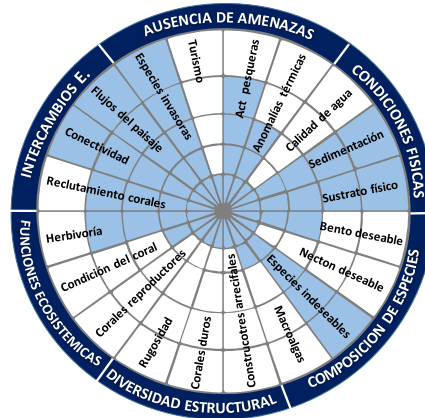 AUSENCIA DE AMENAZAS
CONDICIONES FISICAS
COMPOSICION DE ESPECIES
DIVERSIDAD ESTRUCTURAL
FUNCIONES ECOSISTEMICAS
INTERCAMBIOS E.
Turismo
Act pesqueras
Anomalías térmicas
Calidad de agua
Sedimentación
Sustrato físico
Bento deseable
Necton deseable
Especies indeseables
Macroalgas
Construcotres arrecifales
Corales duros
Rugosidad
Corales reproductores
Condición del coral
Herbivoría
Reclutamiento corales
Conectividad
Flujos del paisaje
Especies invasoras